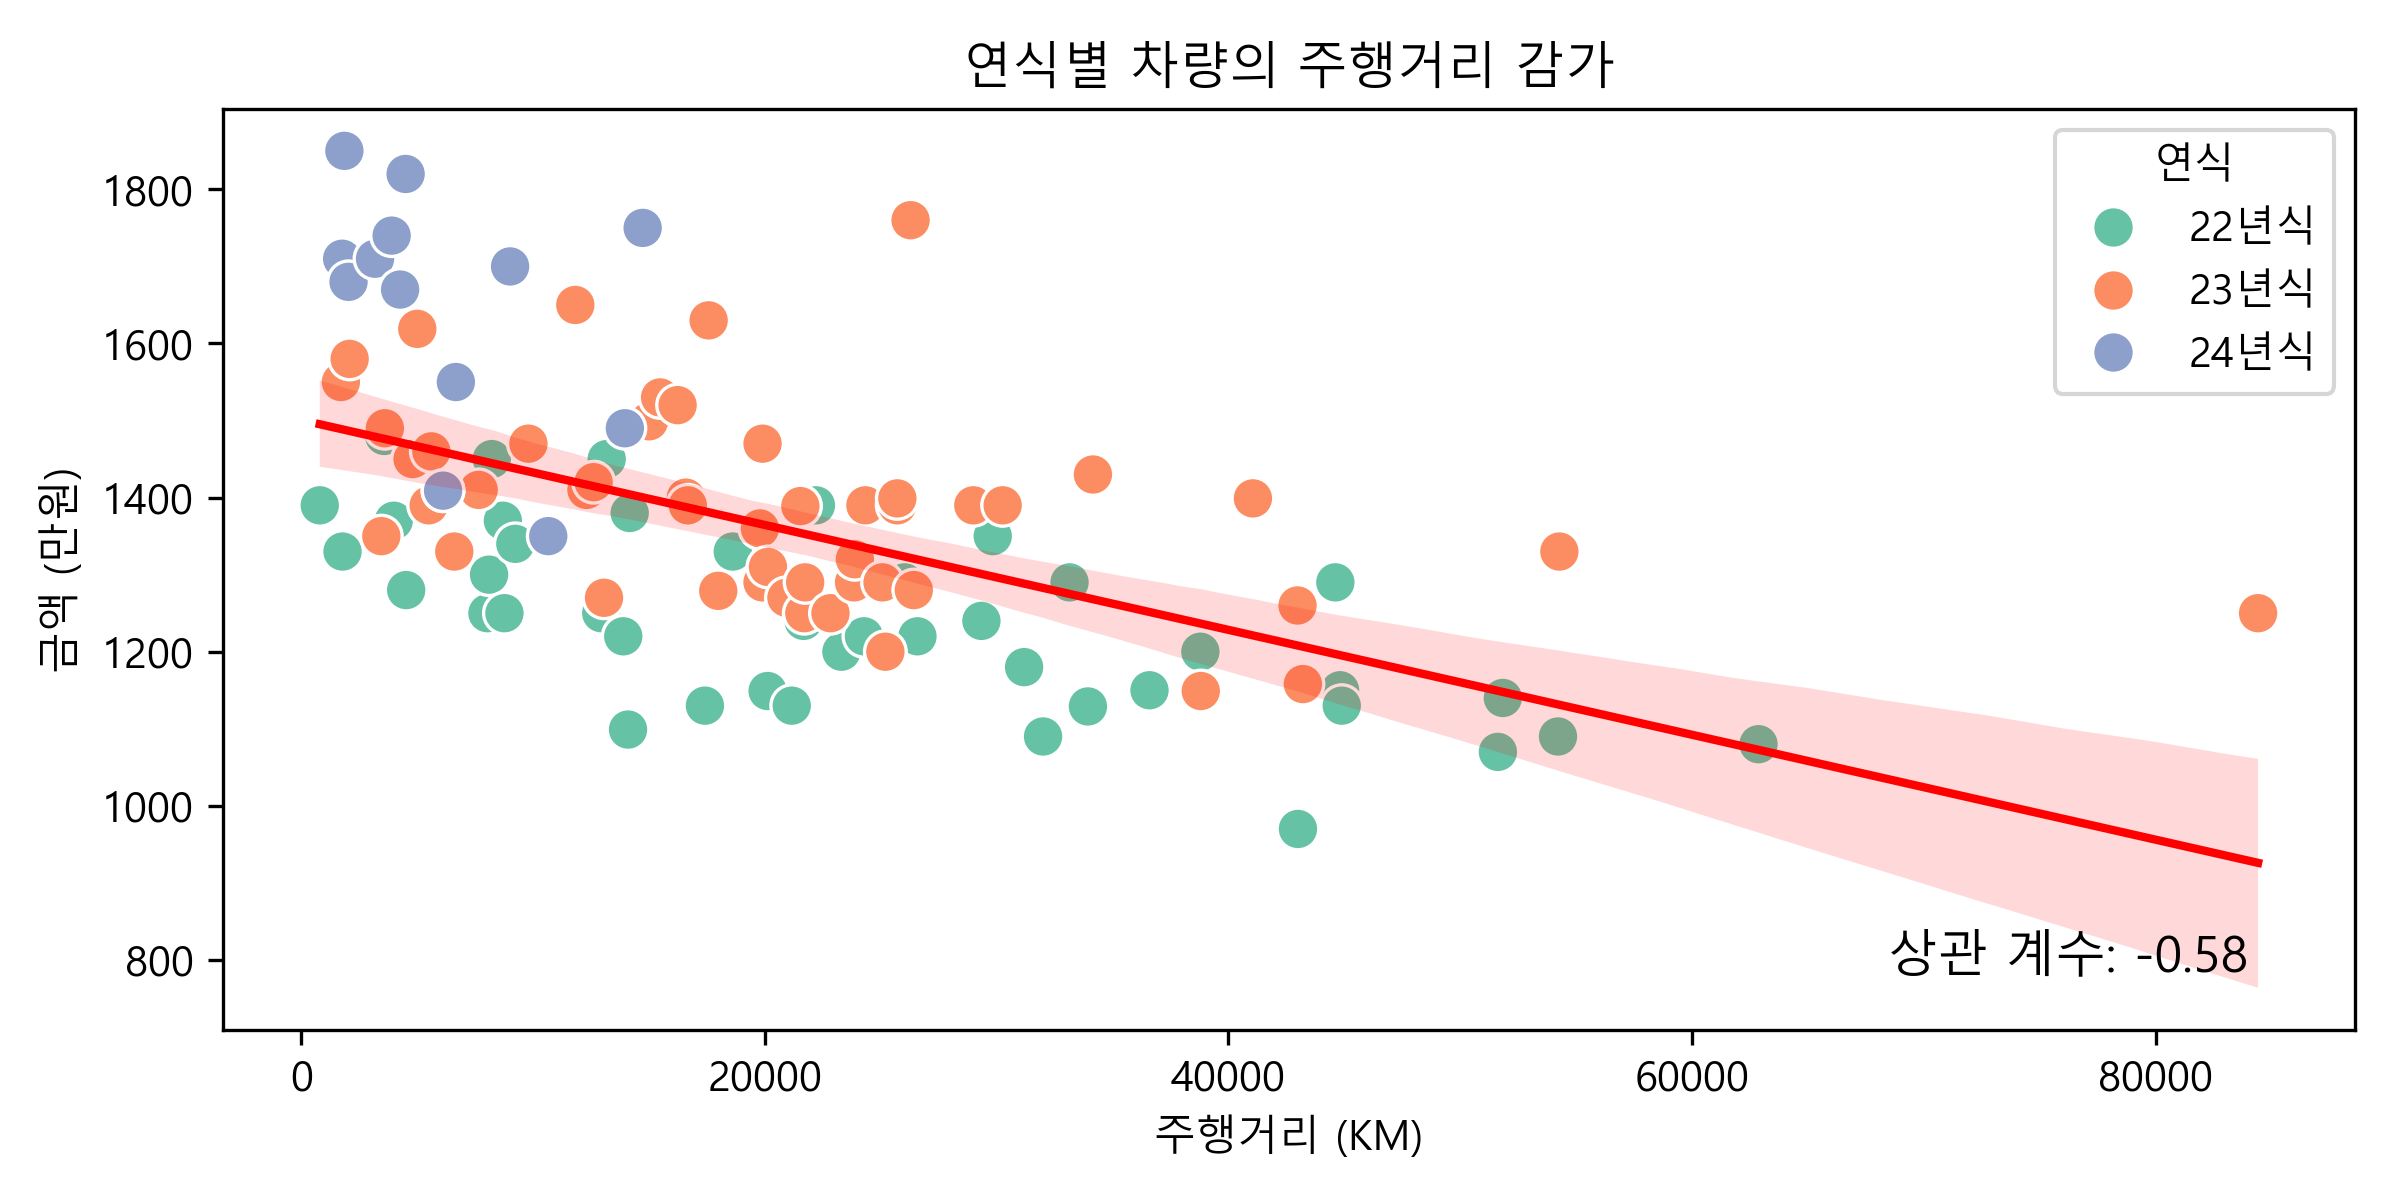 연식별 차량의 주행거리 감가
연식
22년식
23년식
24년식
1800
1600
1400
1200
1000
800
금액 (만원)
상관 계수: -0.58
0 20000 40000 60000 80000
주행거리 (KM)